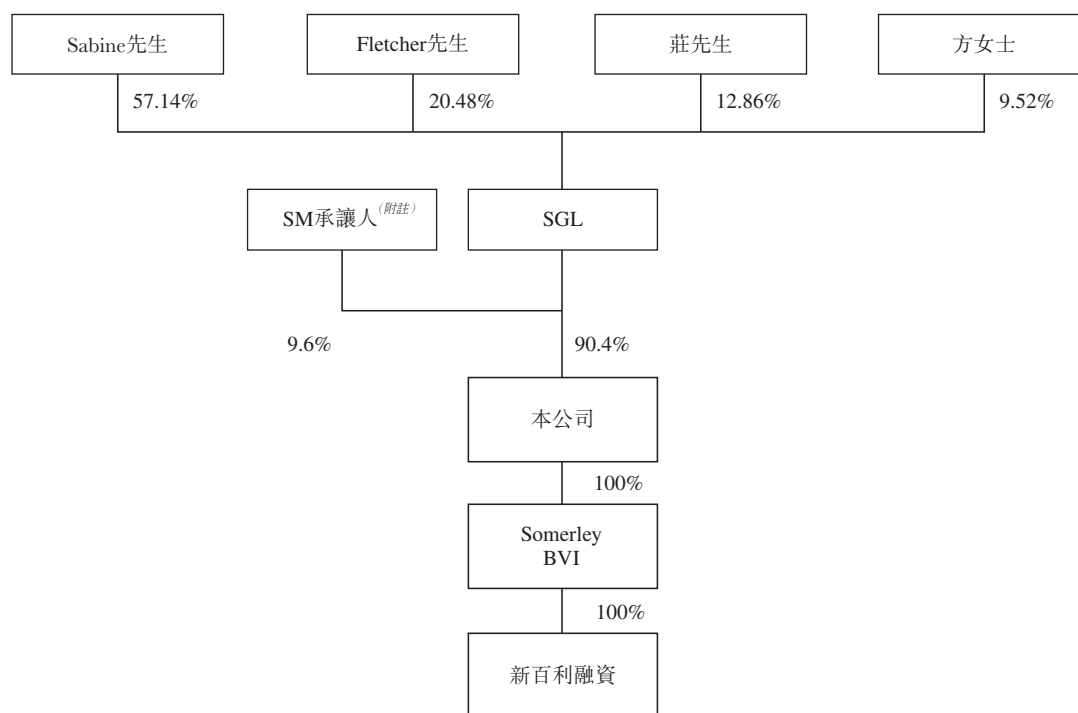 Sabine先生
Fletcher先生
莊先生
方女士
57.14%
20.48%
12.86%
9.52%
SM承讓人(附註)
SGL
9.6%
90.4%
本公司
100%
Somerley
BVI
100%
新百利融資